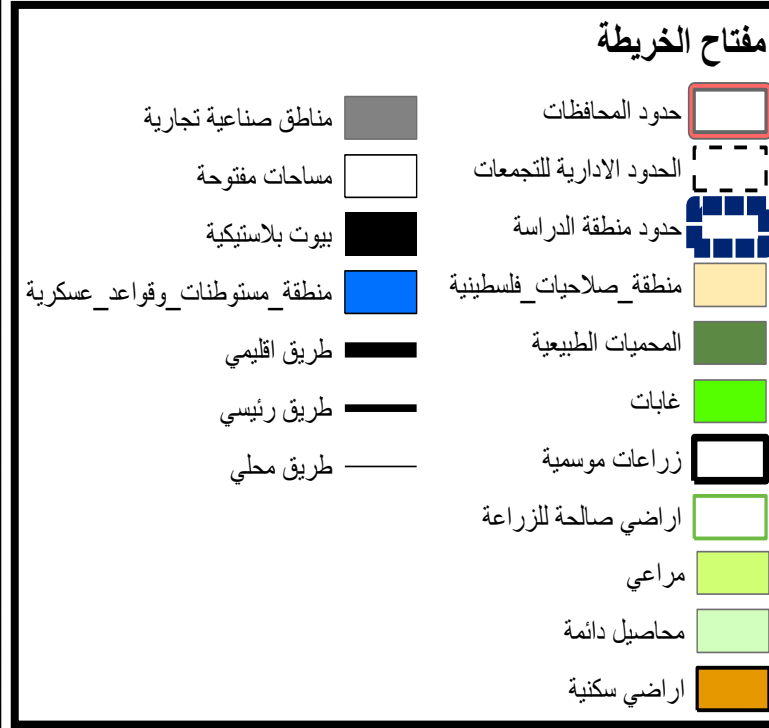 مفتاح الخريطة
حدود المحافظات
الحدود الادارية للتجمعات
حدود منطقة الدراسة
منطقة_صلاحيات_فلسطينية
المحميات الطبيعية
غابات
زراعات موسمية
اراضي صالحة للزراعة
مراعي
محاصيل دائمة
اراضي سكنية
مناطق صناعية تجارية
مساحات مفتوحة
بيوت بلاستيكية
منطقة_مستوطنات_وقواعد_عسكرية
طريق اقليمي
طريق رئيسي
طريق محلي